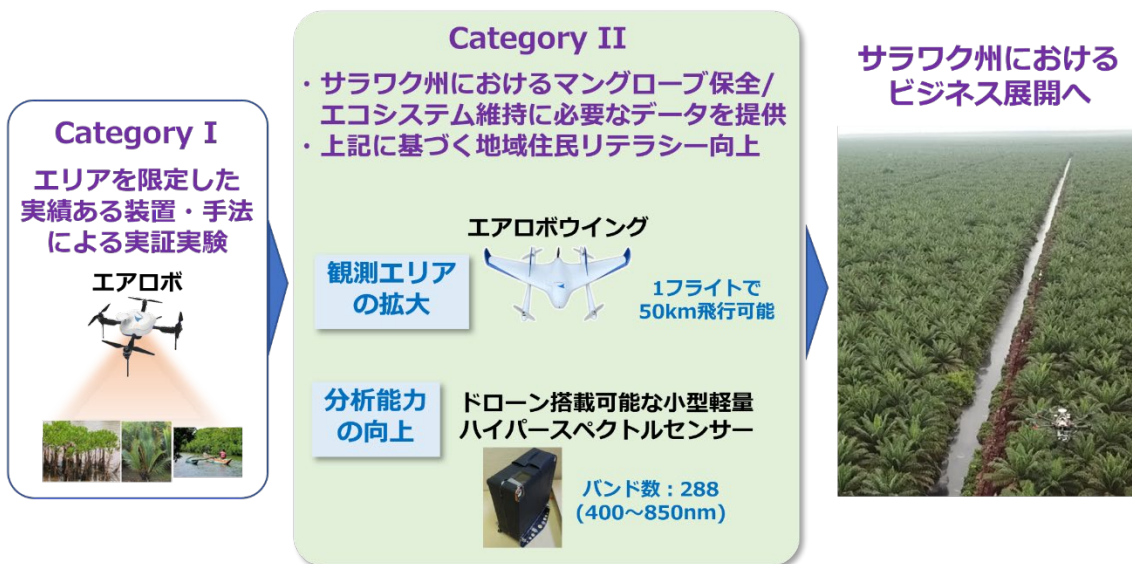 Category I
エリアを限定した
実績ある装置・手法
による実証実験
エアロボ
Category II
・サラワク州におけるマングローブ保全/
エコシステム維持に必要なデータを提供
・上記に基づく地域住民リテラシー向上
エアロボウイング
観測エリア
の拡大
1フライトで
50km飛行可能
分析能力
の向上
ドローン搭載可能な小型軽量
ハイパースペクトルセンサー
バンド数：288
(400～850nm)
サラワク州における
ビジネス展開へ